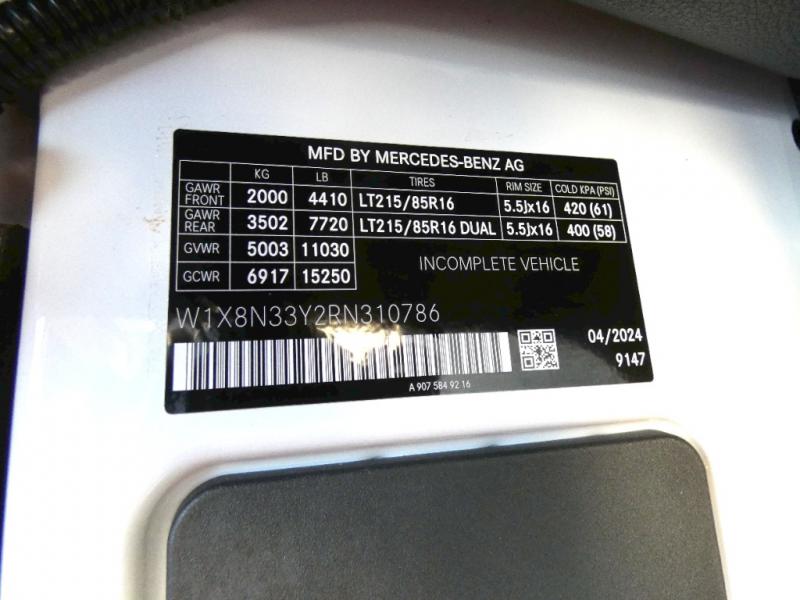 MFD BY MERCEDES-BENZ AG
KG LB TIRES RIM SIZE COLD KPA (PSI)
GAWR FRONT 2000 4410 LT215/85R16 5.5Jx16 420 (61)
GAWR REAR 3502 7720 LT215/85R16 DUAL 5.5Jx16 400 (58)
GVWR 5003 11030
GCWR 6917 15250
INCOMPLETE VEHICLE
W1X8N33Y2RN310786
04/2024
9147
A 907 584 92 16